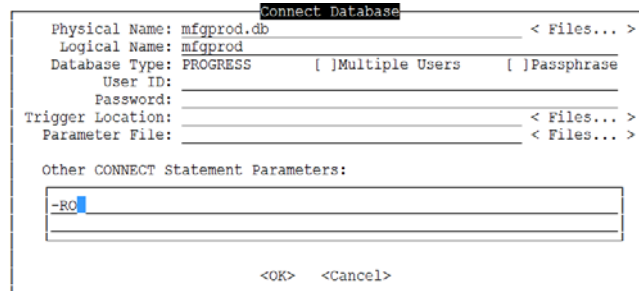 Connect Database
Physical Name: mfgprod.db < Files... >
Logical Name: mfgprod
Database Type: PROGRESS [ ]Multiple Users [ ]Passphrase
User ID:
Password:
Trigger Location: < Files... >
Parameter File: < Files... >
Other CONNECT Statement Parameters:
-RO
<OK> <Cancel>